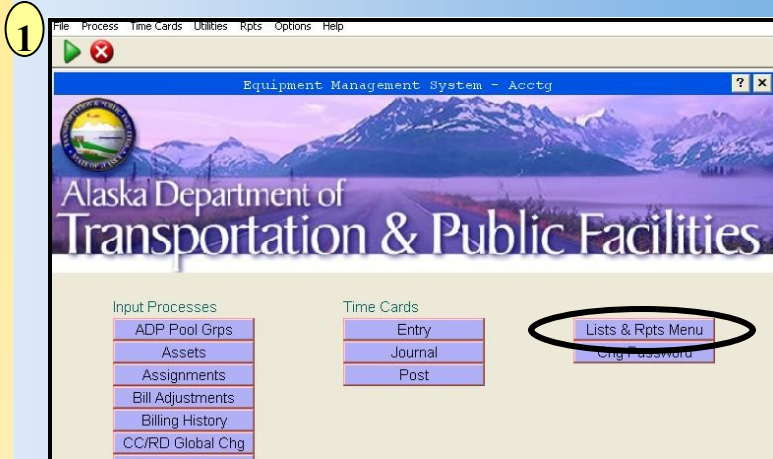 1
File Process Time Cards Utilities Rpts Options Help
Equipment Management System - Acctg
Alaska Department of
Transportation & Public Facilities
Input Processes
ADP Pool Grps
Assets
Assignments
Bill Adjustments
Billing History
CC/RD Global Chg
Time Cards
Entry
Journal
Post
Lists & Rpts Menu
Chg Password